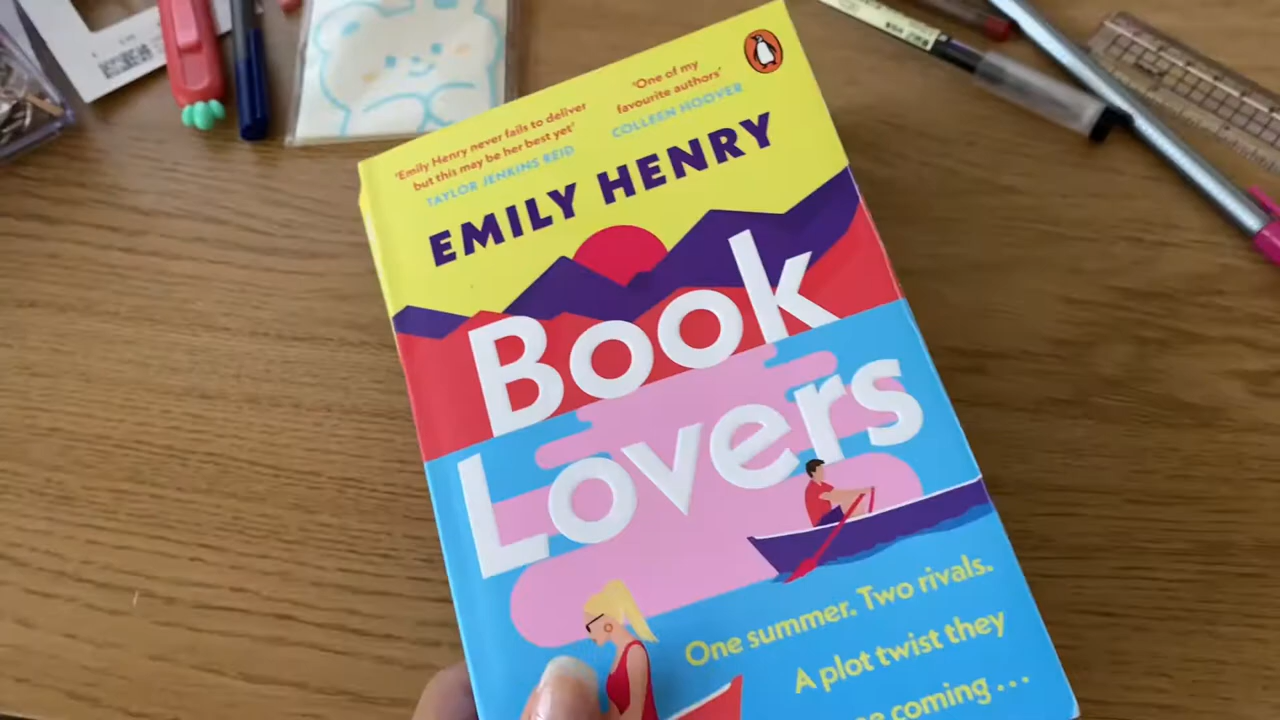 'Emily Henry never fails to deliver
but this may be her best yet'
TAYLOR JENKINS REID
'One of my
favourite authors'
COLLEEN HOOVER
EMILY HENRY
Book
Lovers
One summer. Two rivals.
A plot twist they
coming...